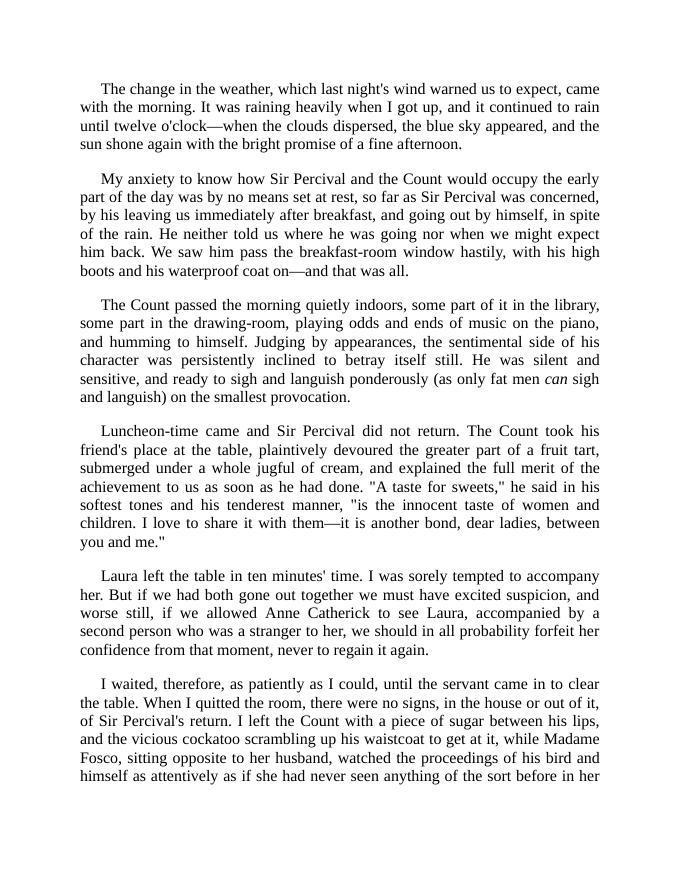 The change in the weather, which last night's wind warned us to expect, came
with the morning. It was raining heavily when I got up, and it continued to rain
until twelve o'clock—when the clouds dispersed, the blue sky appeared, and the
sun shone again with the bright promise of a fine afternoon.
My anxiety to know how Sir Percival and the Count would occupy the early
part of the day was by no means set at rest, so far as Sir Percival was concerned,
by his leaving us immediately after breakfast, and going out by himself, in spite
of the rain. He neither told us where he was going nor when we might expect
him back. We saw him pass the breakfast-room window hastily, with his high
boots and his waterproof coat on—and that was all.
The Count passed the morning quietly indoors, some part of it in the library,
some part in the drawing-room, playing odds and ends of music on the piano,
and humming to himself. Judging by appearances, the sentimental side of his
character was persistently inclined to betray itself still. He was silent and
sensitive, and ready to sigh and languish ponderously (as only fat men can sigh
and languish) on the smallest provocation.
Luncheon-time came and Sir Percival did not return. The Count took his
friend's place at the table, plaintively devoured the greater part of a fruit tart,
submerged under a whole jugful of cream, and explained the full merit of the
achievement to us as soon as he had done. "A taste for sweets," he said in his
softest tones and his tenderest manner, "is the innocent taste of women and
children. I love to share it with them—it is another bond, dear ladies, between
you and me."
Laura left the table in ten minutes' time. I was sorely tempted to accompany
her. But if we had both gone out together we must have excited suspicion, and
worse still, if we allowed Anne Catherick to see Laura, accompanied by a
second person who was a stranger to her, we should in all probability forfeit her
confidence from that moment, never to regain it again.
I waited, therefore, as patiently as I could, until the servant came in to clear
the table. When I quitted the room, there were no signs, in the house or out of it,
of Sir Percival's return. I left the Count with a piece of sugar between his lips,
and the vicious cockatoo scrambling up his waistcoat to get at it, while Madame
Fosco, sitting opposite to her husband, watched the proceedings of his bird and
himself as attentively as if she had never seen anything of the sort before in her